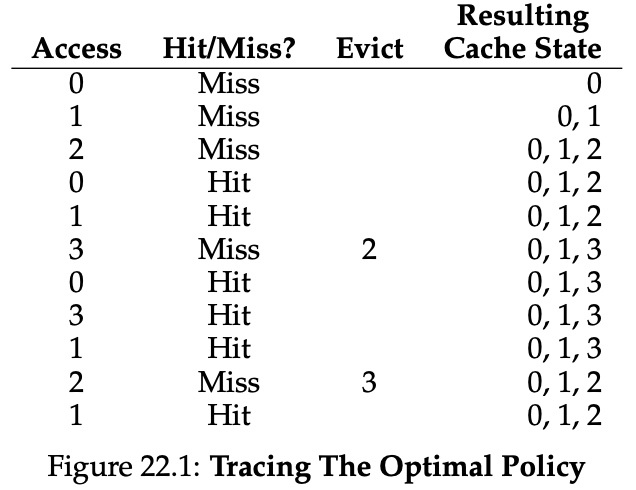 Resulting
Access Hit/Miss? Evict Cache State
0 Miss 0
1 Miss 0, 1
2 Miss 0, 1, 2
0 Hit 0, 1, 2
1 Hit 0, 1, 2
3 Miss 2 0, 1, 3
0 Hit 0, 1, 3
3 Hit 0, 1, 3
1 Hit 0, 1, 3
2 Miss 3 0, 1, 2
1 Hit 0, 1, 2
Figure 22.1: Tracing The Optimal Policy